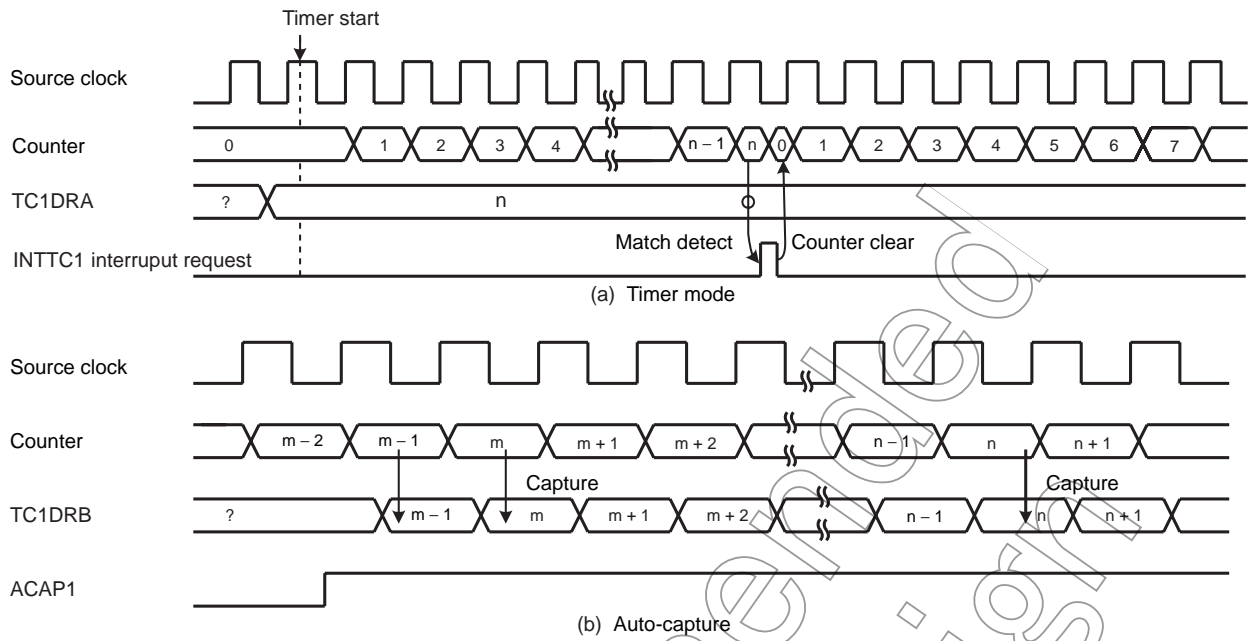 Timer start
Source clock
Counter 0 1 2 3 4 n – 1 n 0 1 2 3 4 5 6 7
TC1DRA ? n
Match detect Counter clear
INTTC1 interruput request
(a) Timer mode
Source clock
Counter m – 2 m – 1 m m + 1 m + 2 n – 1 n n + 1
Capture Capture
TC1DRB ? m – 1 m m + 1 m + 2 n – 1 n n + 1
ACAP1
(b) Auto-capture